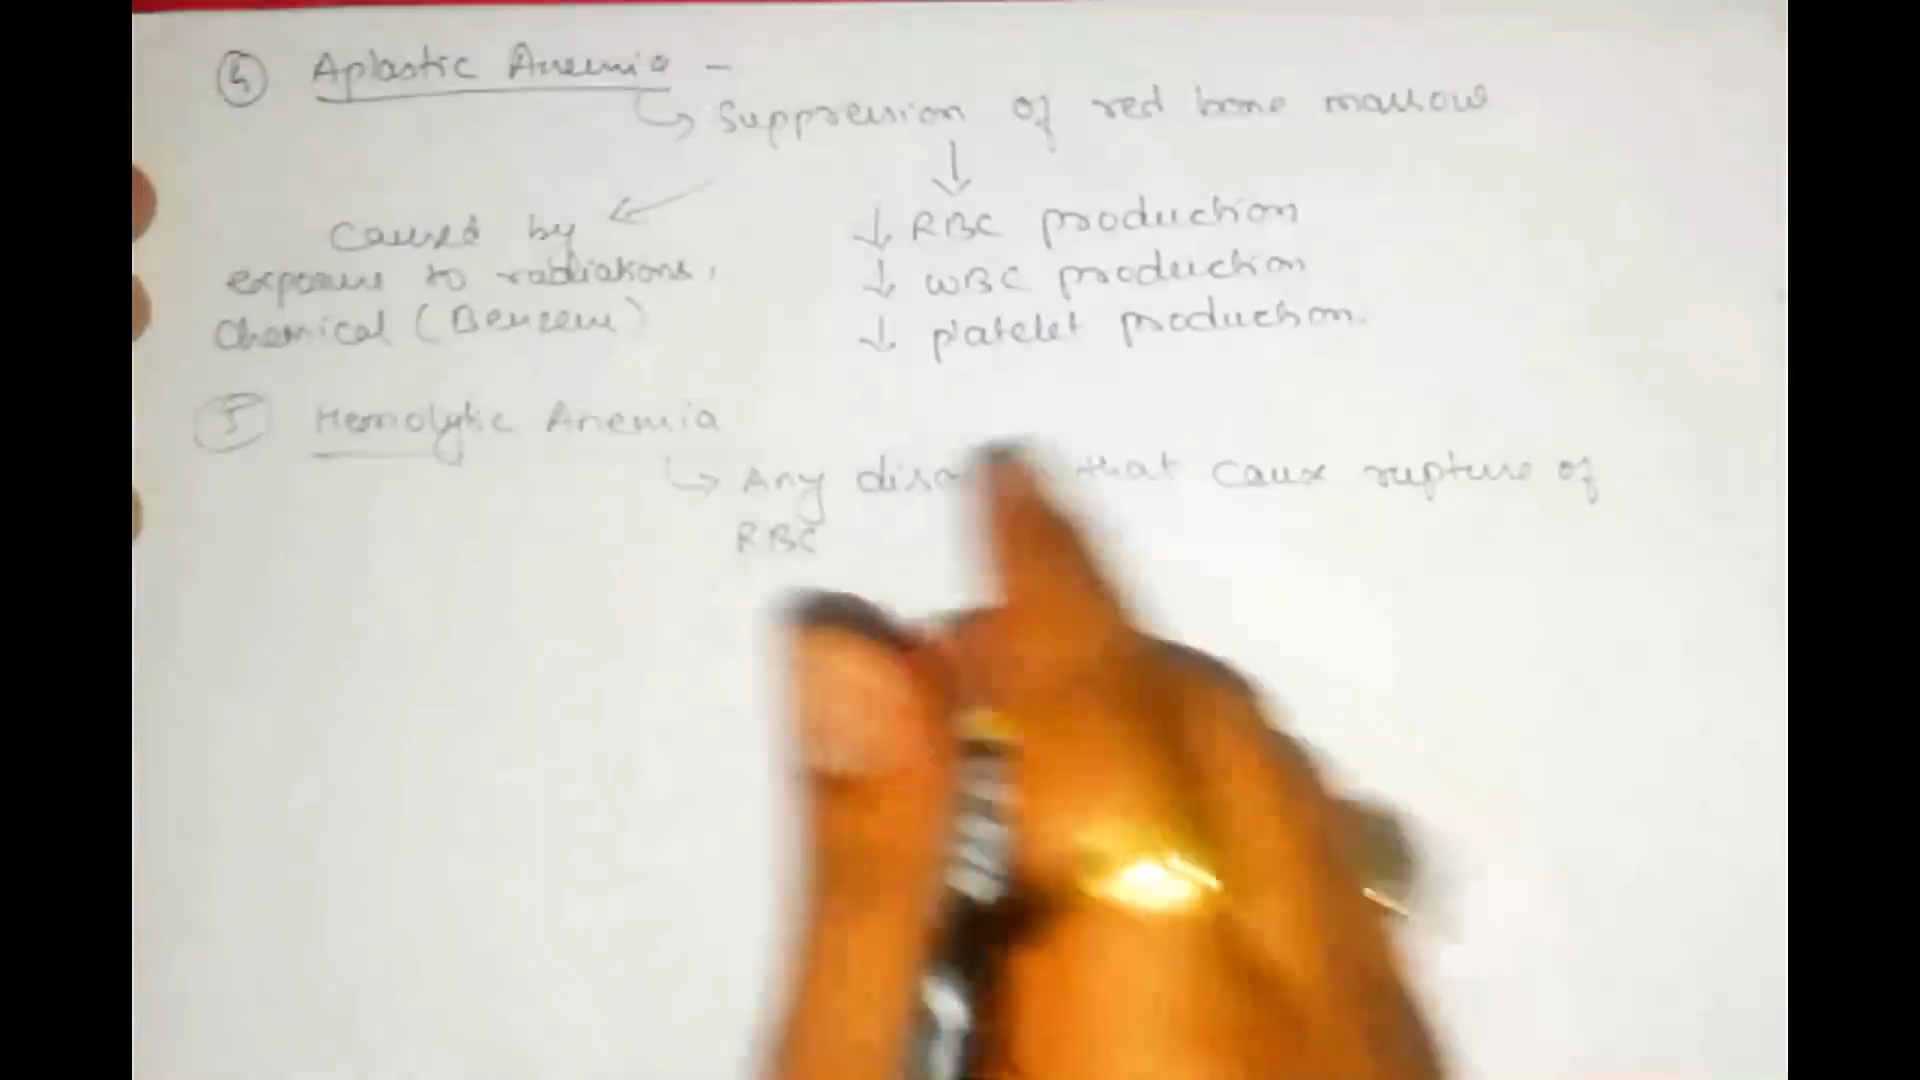 4 Aplastic Anemia -
↳ Suppression of red bone marrow
↓
Caused by
exposure to radiations,
Chemical (Benzene)
↓ RBC production
↓ WBC production
↓ platelet production.
5 Hemolytic Anemia
↳ Any that cause rupture of
RBC